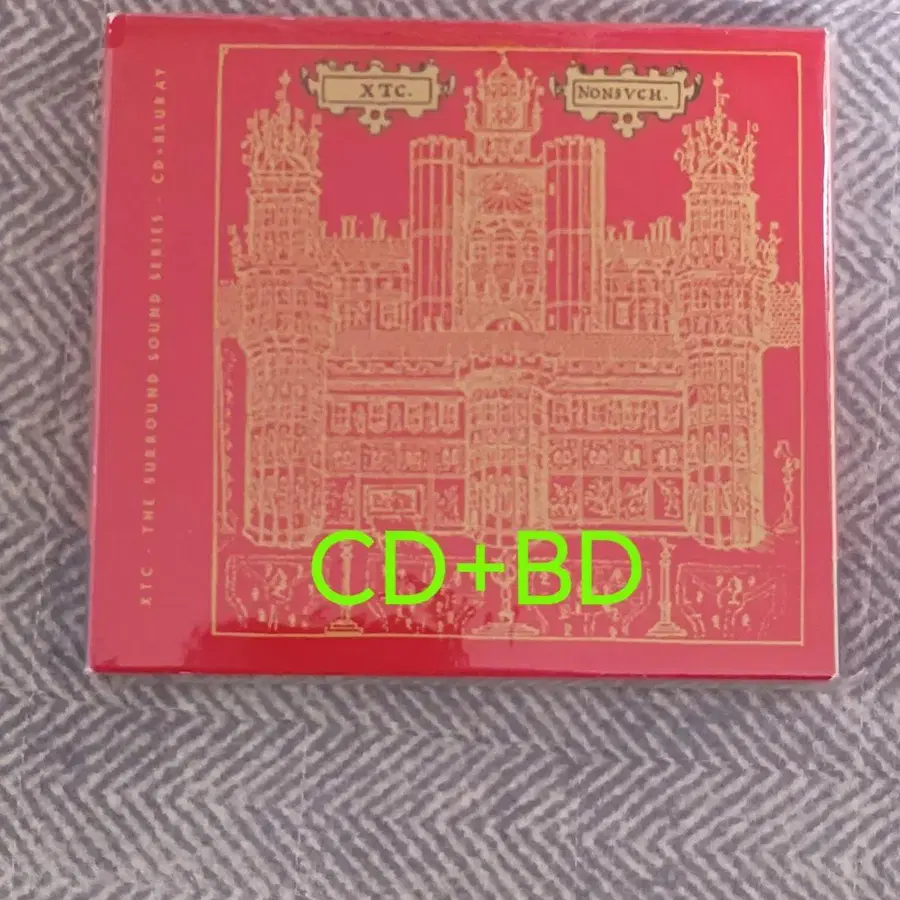 XTC.
NONSVCH.
XTC · THE SURROUND SOUND SERIES · CD+BLURAY
CD+BD